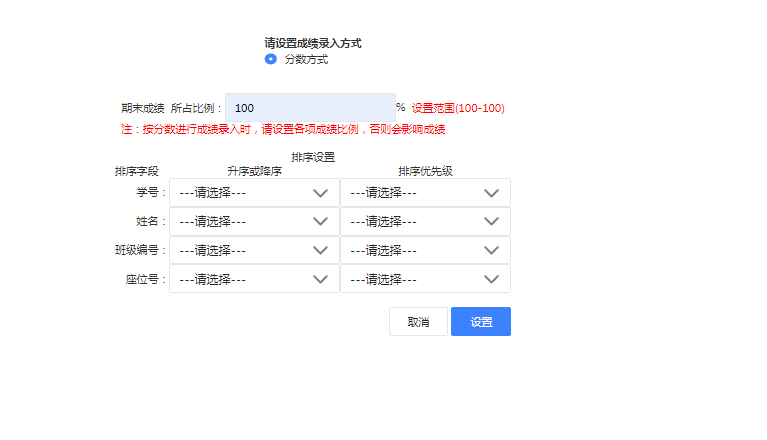 请设置成绩录入方式
分数方式
期末成绩 所占比例： 100 % 设置范围(100-100)
注：按分数进行成绩录入时，请设置各项成绩比例，否则会影响成绩
排序设置
排序字段 升序或降序 排序优先级
学号： ---请选择--- ---请选择---
姓名： ---请选择--- ---请选择---
班级编号： ---请选择--- ---请选择---
座位号： ---请选择--- ---请选择---
取消 设置